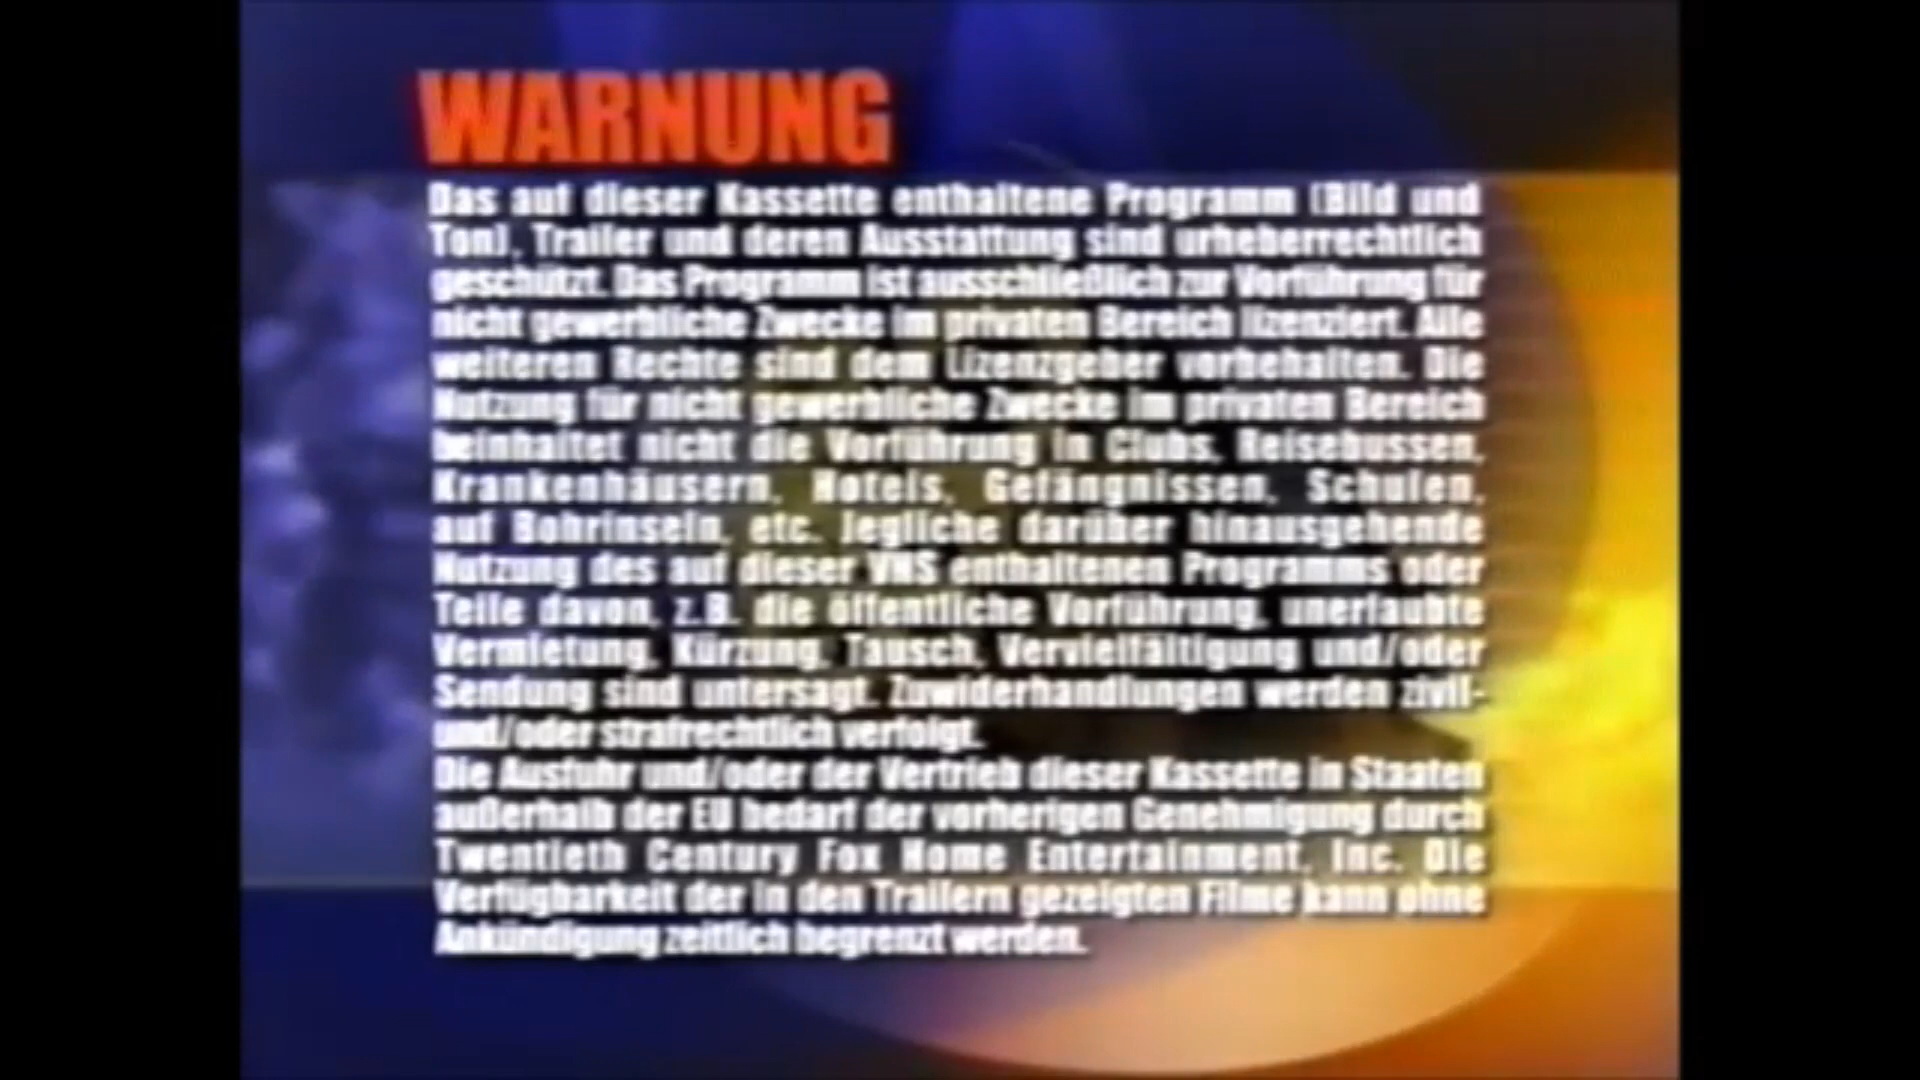 WARNUNG
Das auf dieser Kassette enthaltene Programm (Bild und
Ton), Trailer und deren Ausstattung sind urheberrechtlich
geschützt. Das Programm ist ausschließlich zur Vorführung für
nicht gewerbliche Zwecke im privaten Bereich lizenziert. Alle
weiteren Rechte sind dem Lizenzgeber vorbehalten. Die
Nutzung für nicht gewerbliche Zwecke im privaten Bereich
beinhaltet nicht die Vorführung in Clubs, Reisebussen,
Krankenhäusern, Hotels, Gefängnissen, Schulen,
auf Bohrinseln, etc. Jegliche darüber hinausgehende
Nutzung des auf dieser VHS enthaltenen Programms oder
Teile davon, z.B. die öffentliche Vorführung, unerlaubte
Vermietung, Kürzung, Tausch, Vervielfältigung und/oder
Sendung sind untersagt. Zuwiderhandlungen werden zivil-
und/oder strafrechtlich verfolgt.
Die Ausfuhr und/oder der Vertrieb dieser Kassette in Staaten
außerhalb der EU bedarf der vorherigen Genehmigung durch
Twentieth Century Fox Home Entertainment, Inc. Die
Verfügbarkeit der in den Trailern gezeigten Filme kann ohne
Ankündigung zeitlich begrenzt werden.